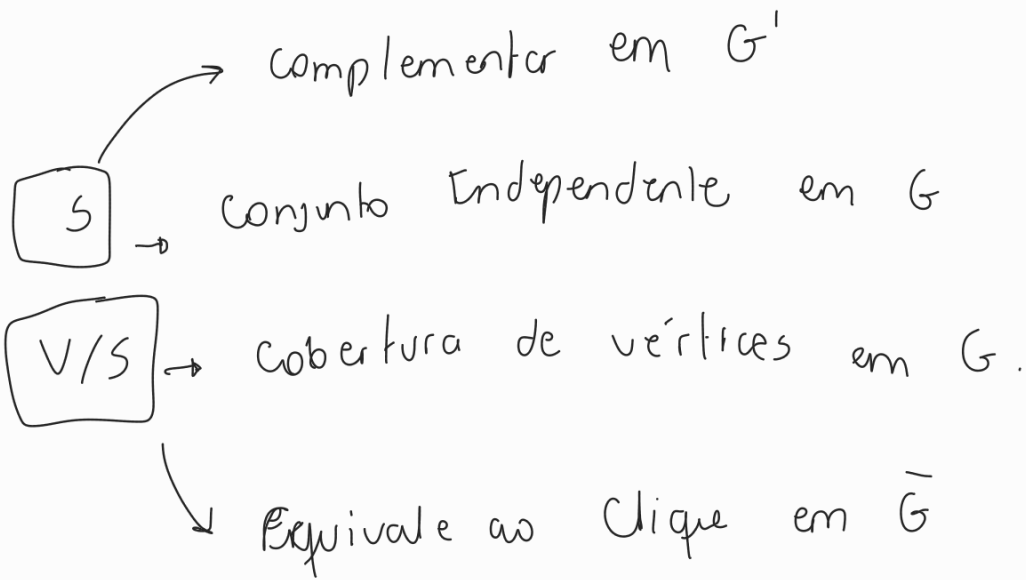 complementar em G'
S → Conjunto Independente em G
V/S → Cobertura de vértices em G.
Equivale ao Clique em G̅